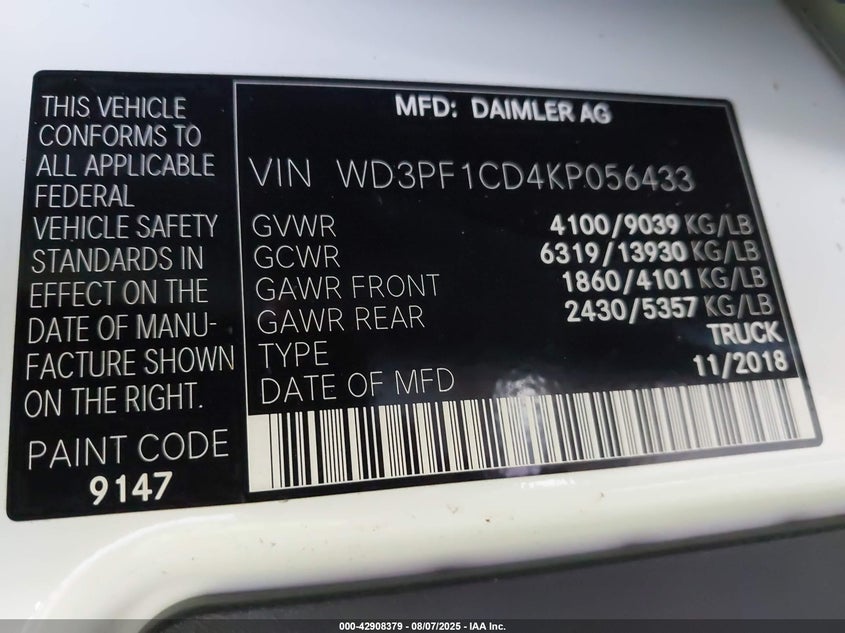 THIS VEHICLE
CONFORMS TO
ALL APPLICABLE
FEDERAL
VEHICLE SAFETY
STANDARDS IN
EFFECT ON THE
DATE OF MANU-
FACTURE SHOWN
ON THE RIGHT.
PAINT CODE
9147
MFD: DAIMLER AG
VIN WD3PF1CD4KP056433
GVWR 4100/9039 KG/LB
GCWR 6319/13930 KG/LB
GAWR FRONT 1860/4101 KG/LB
GAWR REAR 2430/5357 KG/LB
TYPE TRUCK
DATE OF MFD 11/2018
000-42908379 | 08/07/2025 - IAA Inc.